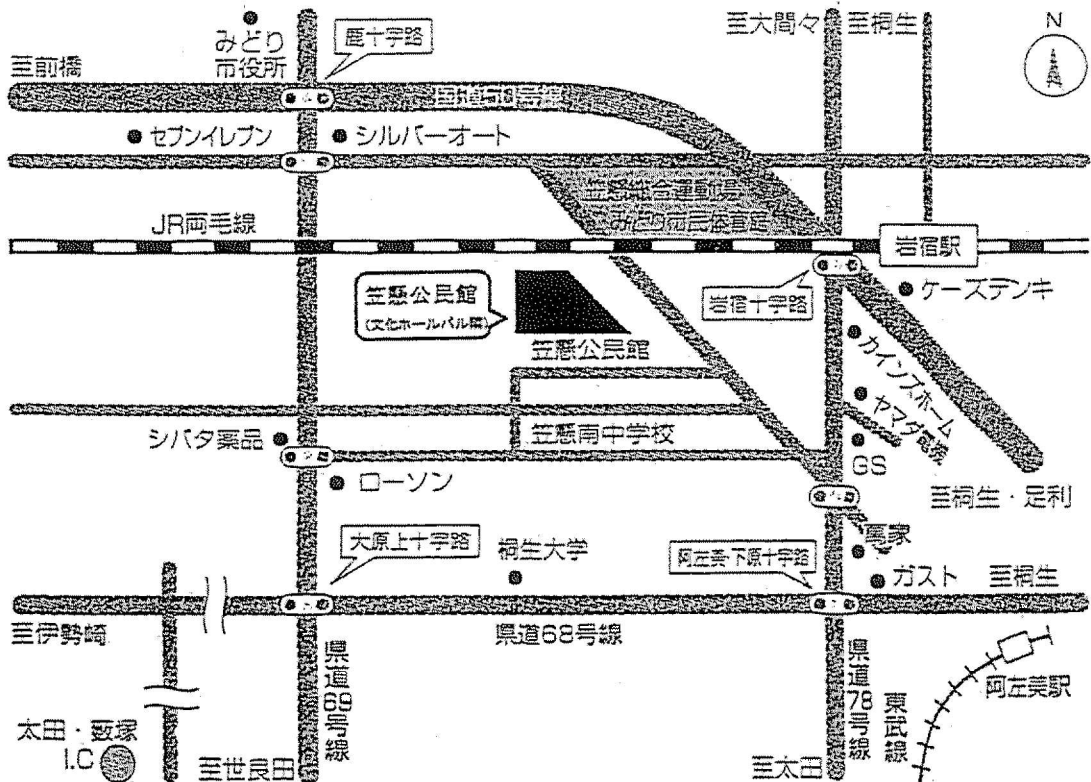 至大間々
至桐生
N
みどり
市役所
鹿十字路
至前橋
国道50号線
セブンイレブン
シルバーオート
笠懸総合運動場
みどり市民体育館
JR両毛線
岩宿駅
笠懸公民館
(文化ホールパル隣)
岩宿十字路
ケーズデンキ
笠懸公民館
カインズホーム
ヤマダ電機
シバタ薬品
笠懸南中学校
GS
ローソン
至桐生・足利
大原上十字路
桐生大学
阿左美・下原十字路
萬家
ガスト
至桐生
至伊勢崎
県道68号線
県道69号線
県道78号線
東武線
阿左美駅
太田・藪塚
I.C
至世良田
至太田